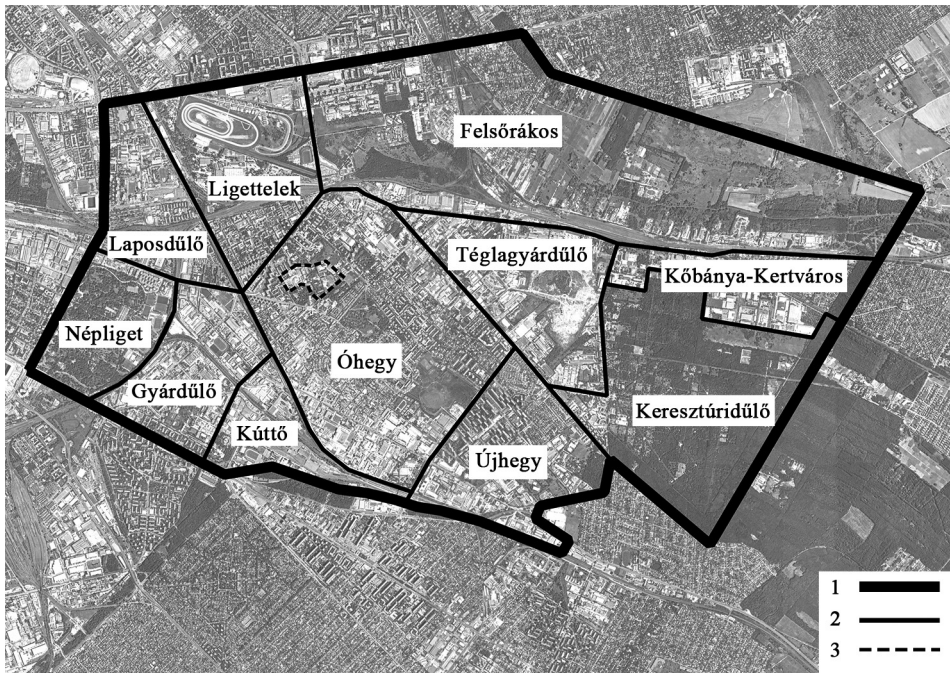 Felsőrákos
Ligettelek
Laposdűlő
Téglagyárdűlő
Kőbánya-Kertváros
Népliget
Óhegy
Gyárdűlő
Keresztúridűlő
Kúttő
Újhegy
1
2
3